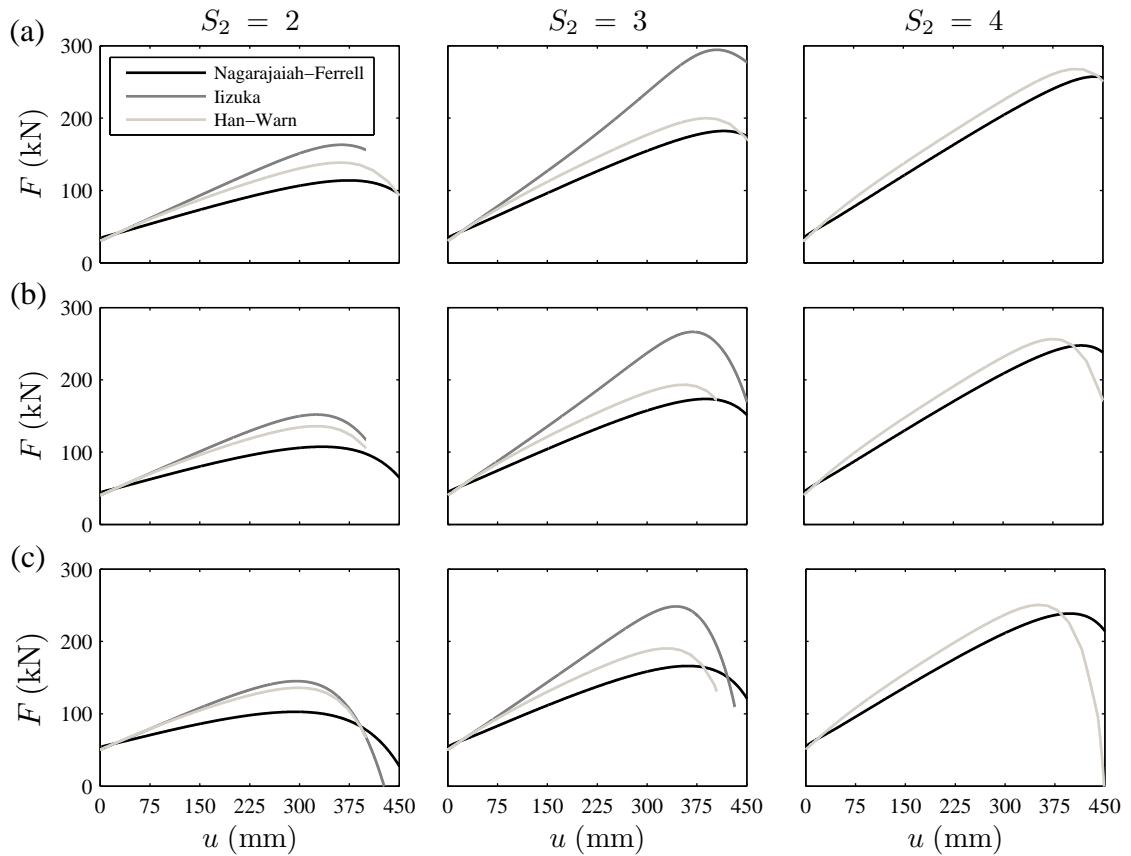 S2 = 2
S2 = 3
S2 = 4
(a)
300
200
100
0
F (kN)
Nagarajaiah–Ferrell
Iizuka
Han–Warn
(b)
300
200
100
0
F (kN)
(c)
300
200
100
0
F (kN)
0 75 150 225 300 375 450
0 75 150 225 300 375 450
0 75 150 225 300 375 450
u (mm)
u (mm)
u (mm)